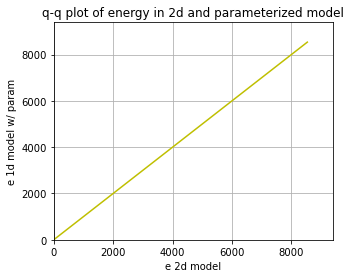 q-q plot of energy in 2d and parameterized model
8000
6000
4000
2000
0
0 2000 4000 6000 8000
e 1d model w/ param
e 2d model